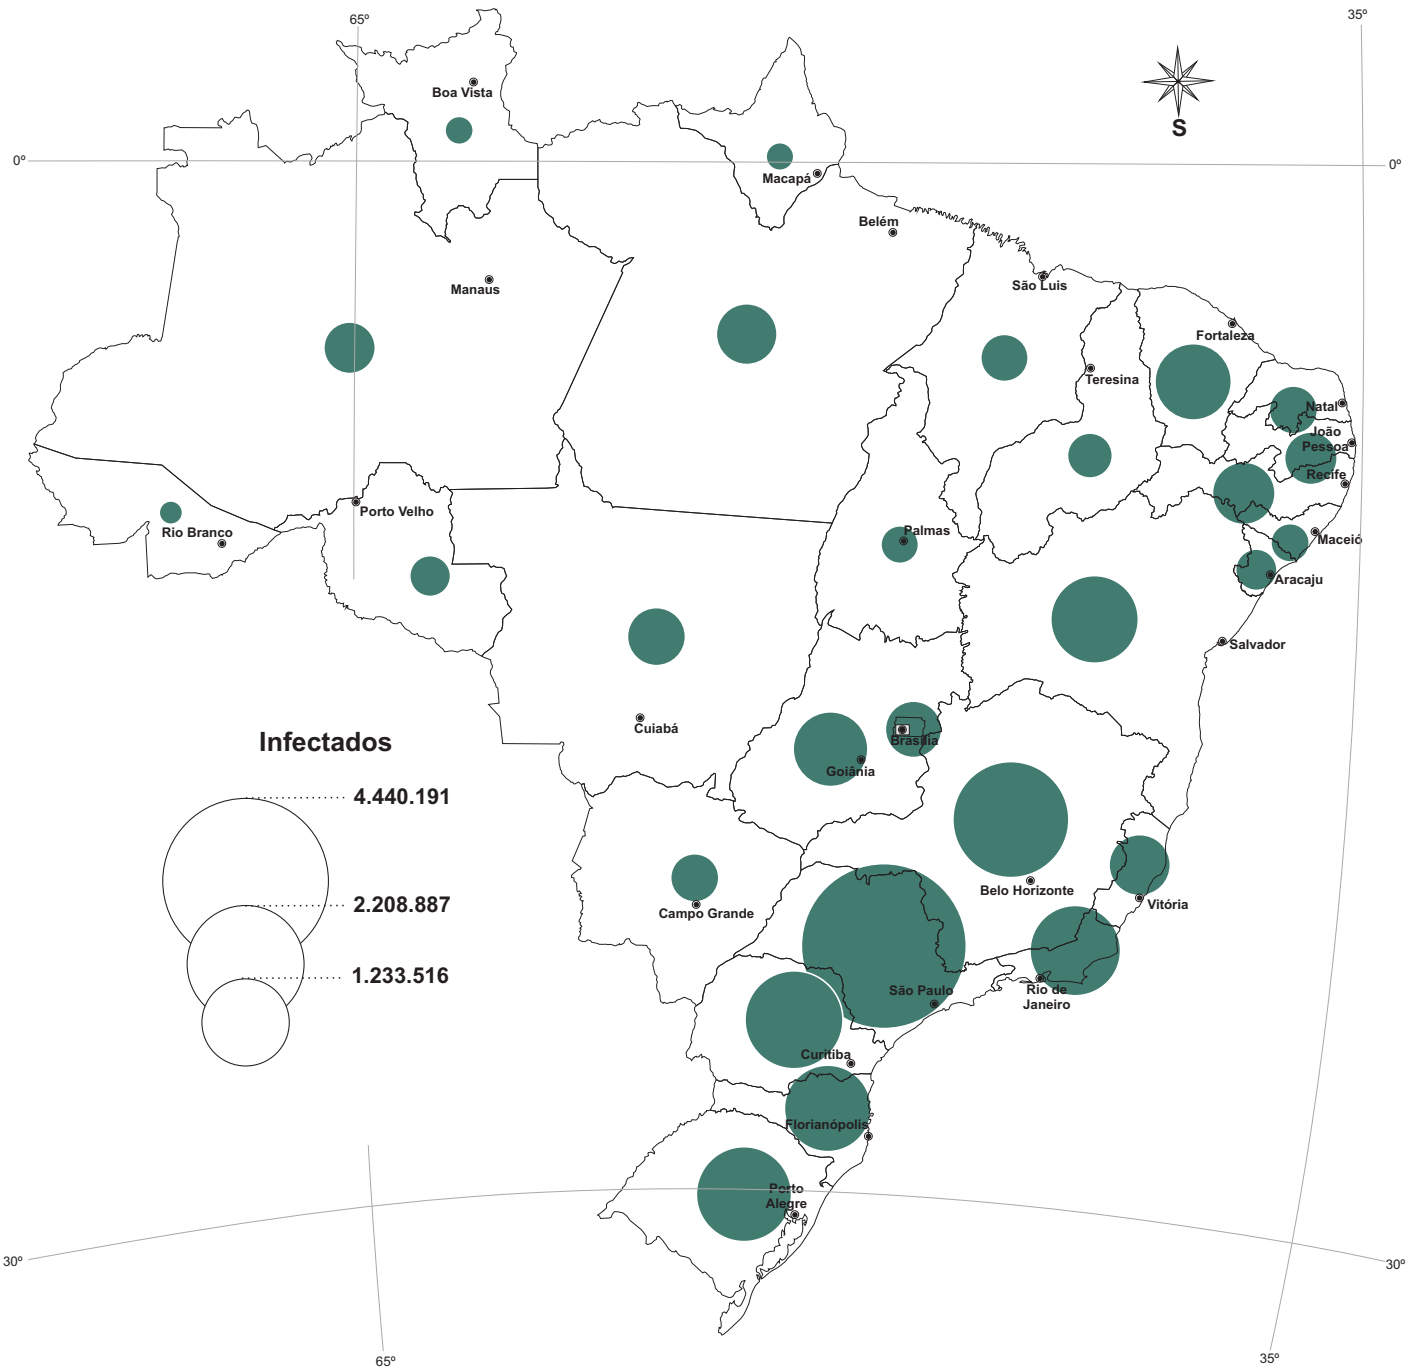 65º
35º
Boa Vista
S
0º
0º
Macapá
Belém
Manaus
São Luis
Fortaleza
Teresina
Natal
João
Pessoa
Recife
Porto Velho
Rio Branco
Palmas
Maceió
Aracaju
Salvador
Cuiabá
Brasília
Goiânia
Infectados
4.440.191
2.208.887
1.233.516
Belo Horizonte
Vitória
Campo Grande
São Paulo
Rio de
Janeiro
Curitiba
Florianópolis
Porto
Alegre
30º
30º
65º
35º